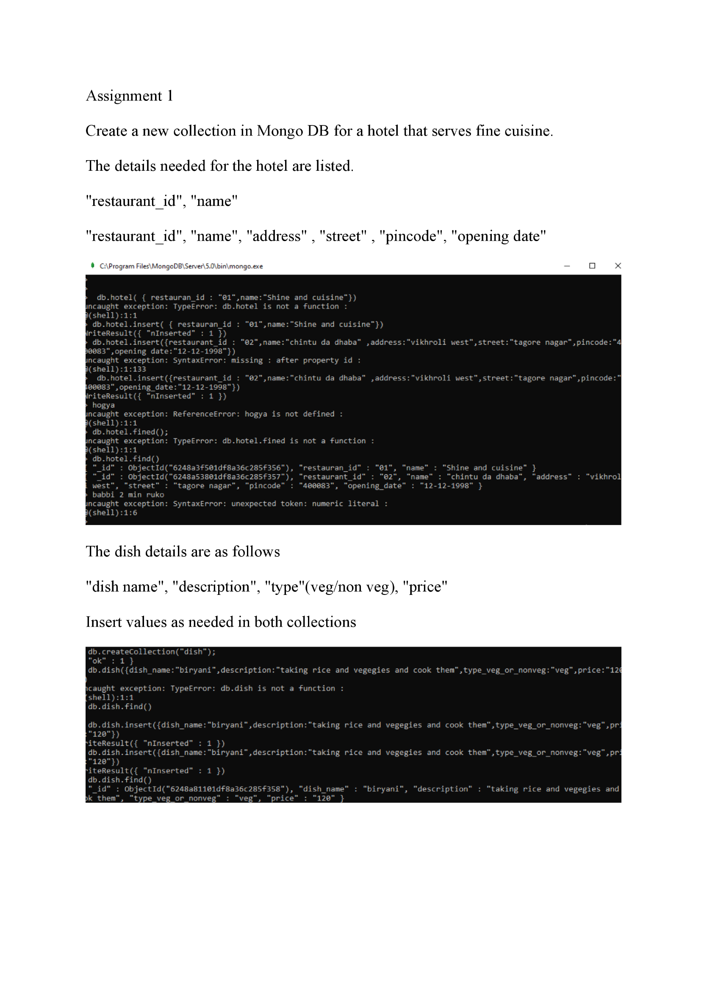 Assignment 1
Create a new collection in Mongo DB for a hotel that serves fine cuisine.
The details needed for the hotel are listed.
"restaurant_id", "name"
"restaurant_id", "name", "address" , "street" , "pincode", "opening date"
C:\Program Files\MongoDB\Server\5.0\bin\mongo.exe
>
>
>  db.hotel( { restauran_id : "01",name:"Shine and cuisine"})
uncaught exception: TypeError: db.hotel is not a function :
@(shell):1:1
> db.hotel.insert( { restauran_id : "01",name:"Shine and cuisine"})
WriteResult({ "nInserted" : 1 })
> db.hotel.insert({restaurant_id : "02",name:"chintu da dhaba" ,address:"vikhroli west",street:"tagore nagar",pincode:"4
00083",opening date:"12-12-1998"})
uncaught exception: SyntaxError: missing : after property id :
@(shell):1:133
>  db.hotel.insert({restaurant_id : "02",name:"chintu da dhaba" ,address:"vikhroli west",street:"tagore nagar",pincode:"
400083",opening_date:"12-12-1998"})
WriteResult({ "nInserted" : 1 })
> hogya
uncaught exception: ReferenceError: hogya is not defined :
@(shell):1:1
> db.hotel.fined();
uncaught exception: TypeError: db.hotel.fined is not a function :
@(shell):1:1
> db.hotel.find()
{ "_id" : ObjectId("6248a3f501df8a36c285f356"), "restauran_id" : "01", "name" : "Shine and cuisine" }
{ "_id" : ObjectId("6248a53801df8a36c285f357"), "restaurant_id" : "02", "name" : "chintu da dhaba", "address" : "vikhrol
i west", "street" : "tagore nagar", "pincode" : "400083", "opening_date" : "12-12-1998" }
> babbi 2 min ruko
uncaught exception: SyntaxError: unexpected token: numeric literal :
@(shell):1:6
>
The dish details are as follows
"dish name", "description", "type"(veg/non veg), "price"
Insert values as needed in both collections
db.createCollection("dish");
"ok" : 1 }
db.dish({dish_name:"biryani",description:"taking rice and vegegies and cook them",type_veg_or_nonveg:"veg",price:"120
)
ncaught exception: TypeError: db.dish is not a function :
(shell):1:1
db.dish.find()
db.dish.insert({dish_name:"biryani",description:"taking rice and vegegies and cook them",type_veg_or_nonveg:"veg",pri
:"120"})
riteResult({ "nInserted" : 1 })
db.dish.insert({dish_name:"biryani",description:"taking rice and vegegies and cook them",type_veg_or_nonveg:"veg",pri
:"120"})
riteResult({ "nInserted" : 1 })
db.dish.find()
"_id" : ObjectId("6248a81101df8a36c285f358"), "dish_name" : "biryani", "description" : "taking rice and vegegies and
ok them", "type_veg_or_nonveg" : "veg", "price" : "120" }